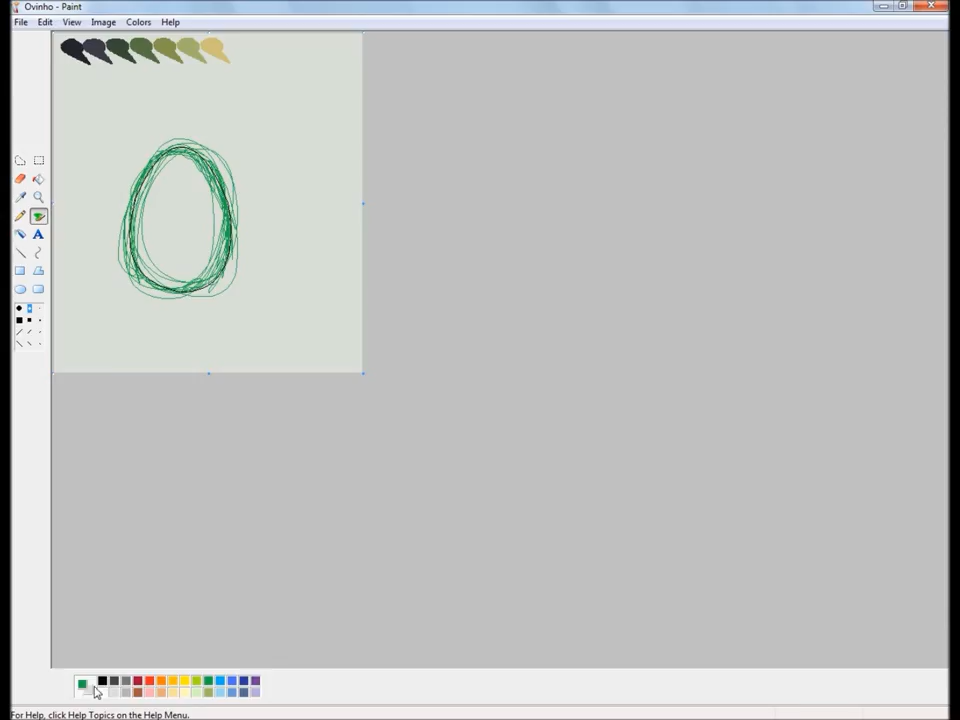 Ovinho - Paint
File Edit View Image Colors Help
A
For Help, click Help Topics on the Help Menu.